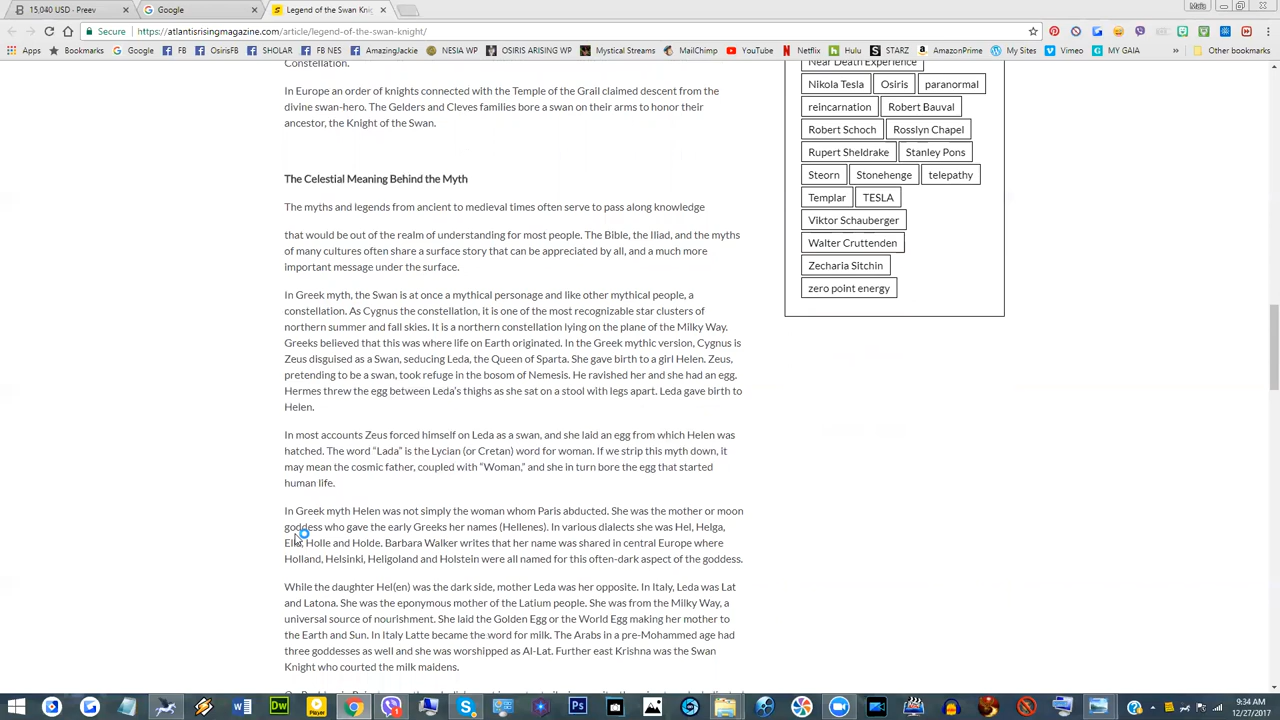 15.040 USD - Preev
Google
Legend of the Swan Knig
Secure
https://atlantisrisingmagazine.com/article/legend-of-the-swan-knight/
Apps Bookmarks Google FB OsirisFB SHOLAR FB NES AmazingJackie NESIA WP OSIRIS ARISING WP Mystical Streams MailChimp YouTube Netflix Hulu STARZ AmazonPrime My Sites Vimeo MY GAIA » Other bookmarks
Constellation.
In Europe an order of knights connected with the Temple of the Grail claimed descent from the
divine swan-hero. The Gelders and Cleves families bore a swan on their arms to honor their
ancestor, the Knight of the Swan.
The Celestial Meaning Behind the Myth
The myths and legends from ancient to medieval times often serve to pass along knowledge
that would be out of the realm of understanding for most people. The Bible, the Iliad, and the myths
of many cultures often share a surface story that can be appreciated by all, and a much more
important message under the surface.
In Greek myth, the Swan is at once a mythical personage and like other mythical people, a
constellation. As Cygnus the constellation, it is one of the most recognizable star clusters of
northern summer and fall skies. It is a northern constellation lying on the plane of the Milky Way.
Greeks believed that this was where life on Earth originated. In the Greek mythic version, Cygnus is
Zeus disguised as a Swan, seducing Leda, the Queen of Sparta. She gave birth to a girl Helen. Zeus,
pretending to be a swan, took refuge in the bosom of Nemesis. He ravished her and she had an egg.
Hermes threw the egg between Leda's thighs as she sat on a stool with legs apart. Leda gave birth to
Helen.
In most accounts Zeus forced himself on Leda as a swan, and she laid an egg from which Helen was
hatched. The word "Lada" is the Lycian (or Cretan) word for woman. If we strip this myth down, it
may mean the cosmic father, coupled with "Woman," and she in turn bore the egg that started
human life.
In Greek myth Helen was not simply the woman whom Paris abducted. She was the mother or moon
goddess who gave the early Greeks her names (Hellenes). In various dialects she was Hel, Helga,
Holle and Holde. Barbara Walker writes that her name was shared in central Europe where
Holland, Helsinki, Heligoland and Holstein were all named for this often-dark aspect of the goddess.
While the daughter Hel(en) was the dark side, mother Leda was her opposite. In Italy, Leda was Lat
and Latona. She was the eponymous mother of the Latium people. She was from the Milky Way, a
universal source of nourishment. She laid the Golden Egg or the World Egg making her mother to
the Earth and Sun. In Italy Latte became the word for milk. The Arabs in a pre-Mohammed age had
three goddesses as well and she was worshipped as Al-Lat. Further east Krishna was the Swan
Knight who courted the milk maidens.
Near Death Experience
Nikola Tesla Osiris paranormal
reincarnation Robert Bauval
Robert Schoch Rosslyn Chapel
Rupert Sheldrake Stanley Pons
Steorn Stonehenge telepathy
Templar TESLA
Viktor Schauberger
Walter Cruttenden
Zecharia Sitchin
zero point energy
9:34 AM
12/27/2017